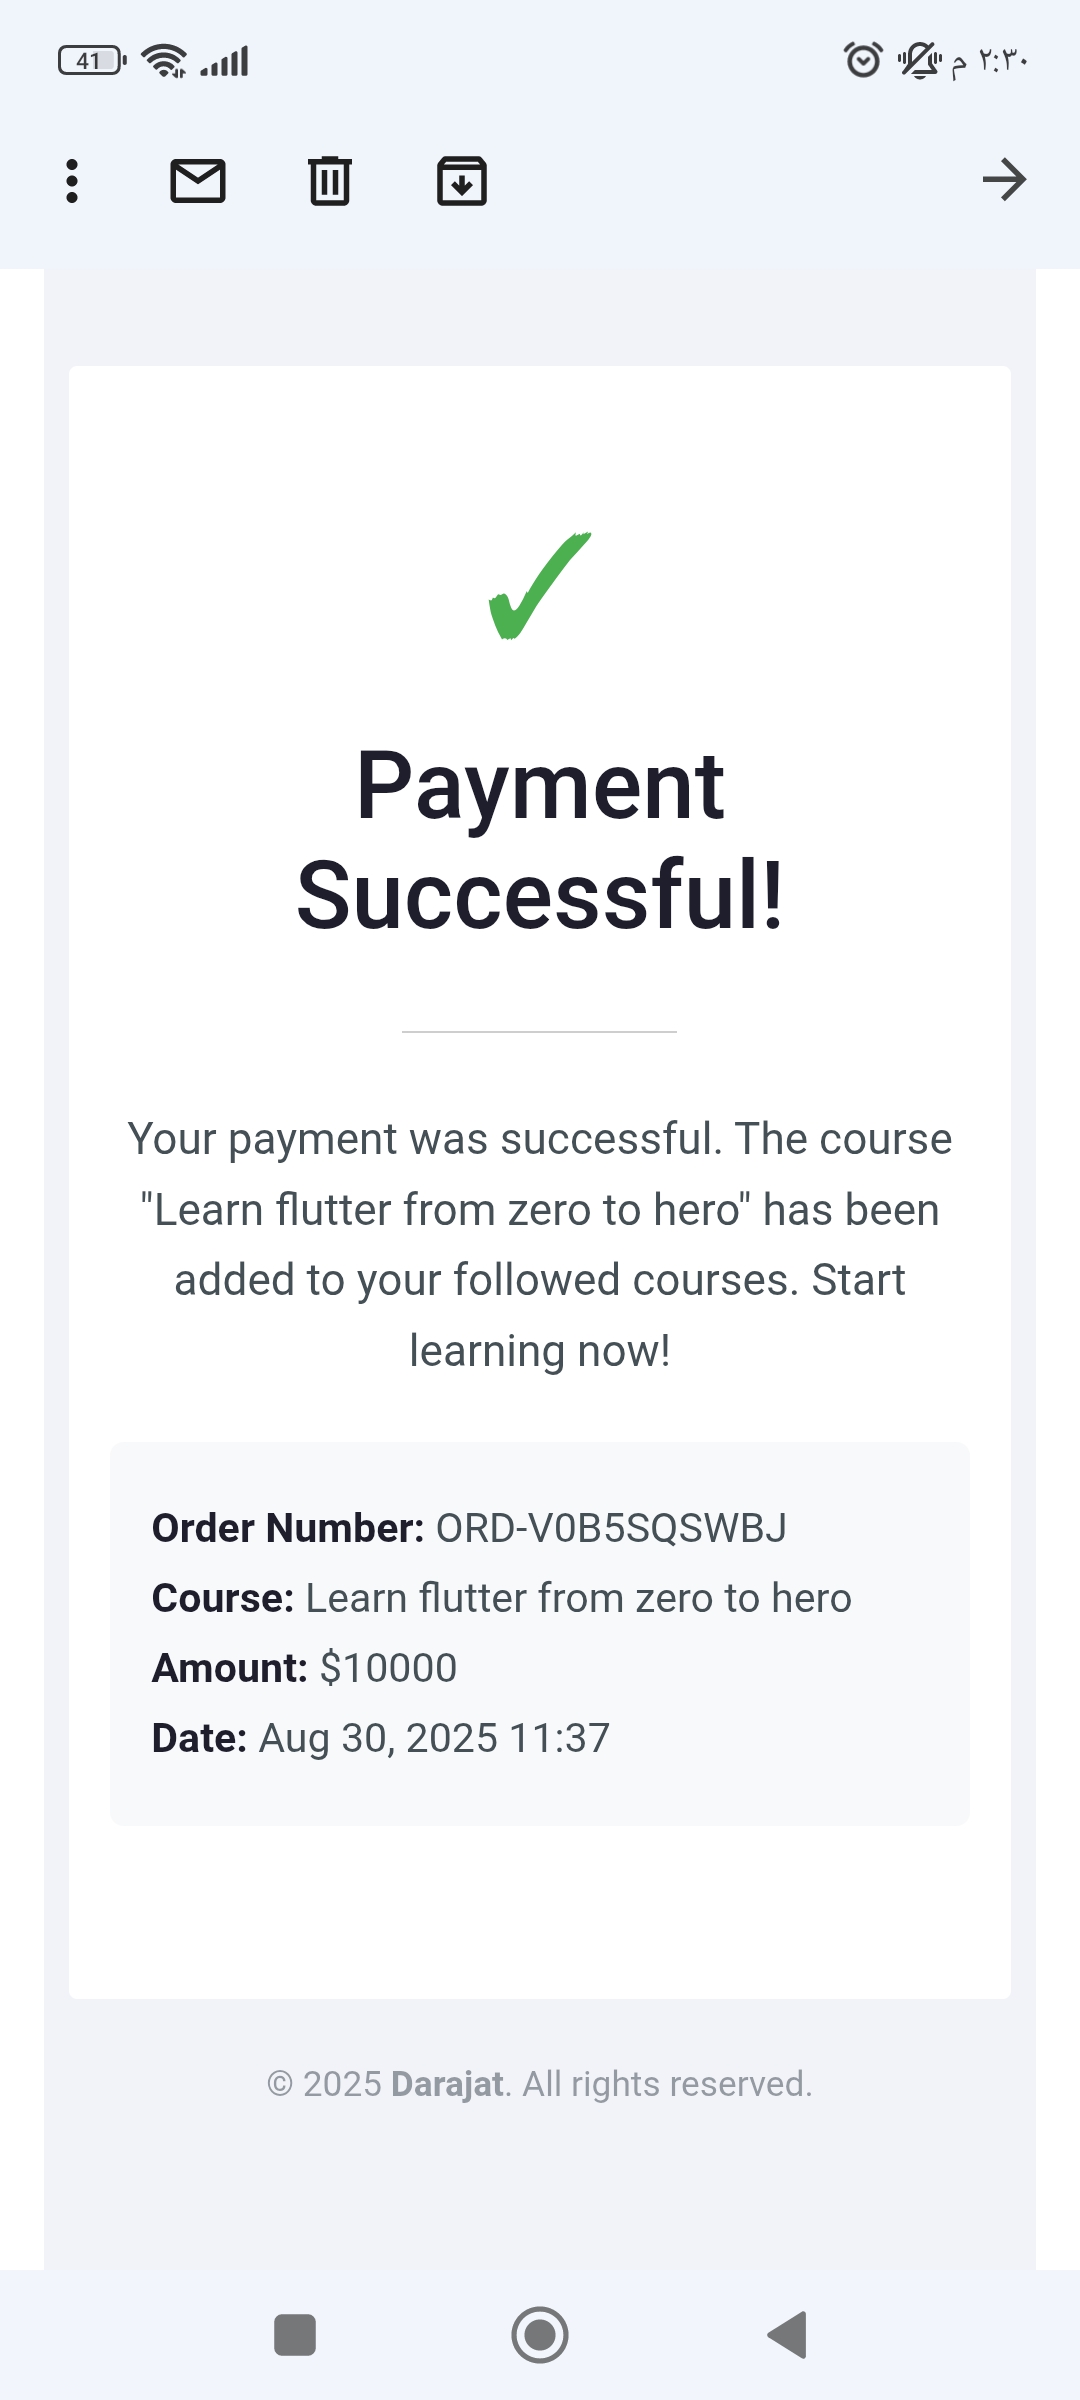 41
٢:٣٠ م
Payment
Successful!
Your payment was successful. The course
"Learn flutter from zero to hero" has been
added to your followed courses. Start
learning now!
Order Number: ORD-V0B5SQSWBJ
Course: Learn flutter from zero to hero
Amount: $10000
Date: Aug 30, 2025 11:37
© 2025 Darajat. All rights reserved.